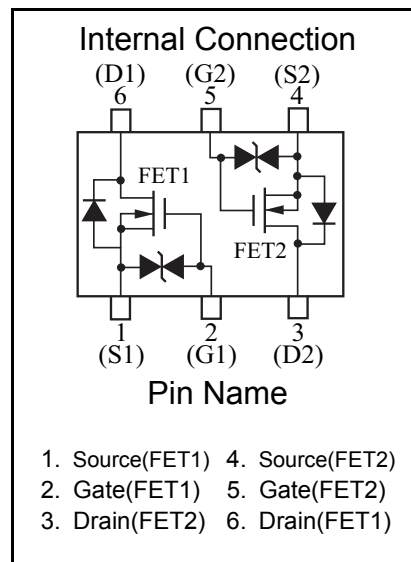 Internal Connection
(D1) (G2) (S2)
6 5 4
FET1
FET2
1 2 3
(S1) (G1) (D2)
Pin Name
1. Source(FET1) 4. Source(FET2)
2. Gate(FET1) 5. Gate(FET2)
3. Drain(FET2) 6. Drain(FET1)